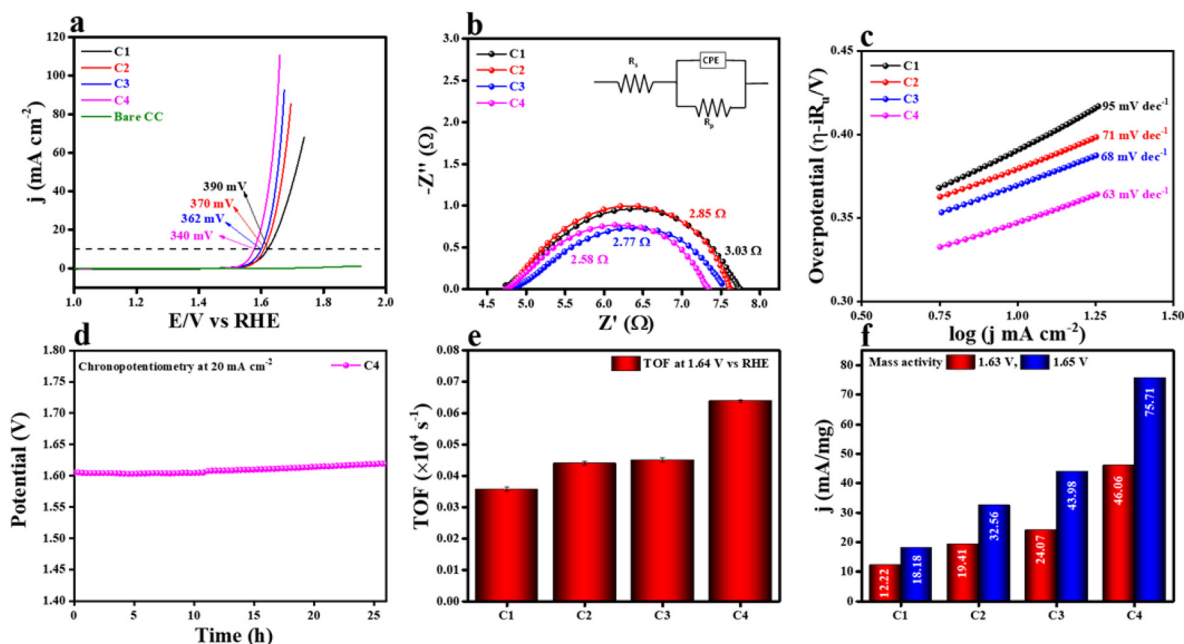 a
120
100
80
60
40
20
0
j (mA cm⁻²)
C1
C2
C3
C4
Bare CC
390 mV
370 mV
362 mV
340 mV
1.0 1.2 1.4 1.6 1.8 2.0
E/V vs RHE
b
3.0
2.5
2.0
1.5
1.0
0.5
0.0
-Z'' (Ω)
C1
C2
C3
C4
Rs
CPE
Rp
2.85 Ω
2.77 Ω
3.03 Ω
2.58 Ω
4.5 5.0 5.5 6.0 6.5 7.0 7.5 8.0
Z' (Ω)
c
0.45
0.40
0.35
0.30
Overpotential (η-iRu/V)
C1
C2
C3
C4
95 mV dec⁻¹
71 mV dec⁻¹
68 mV dec⁻¹
63 mV dec⁻¹
0.50 0.75 1.00 1.25 1.50
log (j mA cm⁻²)
d
1.80
1.75
1.70
1.65
1.60
1.55
1.50
1.45
1.40
Potential (V)
Chronopotentiometry at 20 mA cm⁻²
C4
0 5 10 15 20 25
Time (h)
e
0.08
0.07
0.06
0.05
0.04
0.03
0.02
0.01
0.00
TOF (×10⁴ s⁻¹)
TOF at 1.64 V vs RHE
C1 C2 C3 C4
f
80
70
60
50
40
30
20
10
0
j (mA/mg)
Mass activity 1.63 V, 1.65 V
12.22
18.18
19.41
32.56
24.07
43.98
46.06
75.71
C1 C2 C3 C4